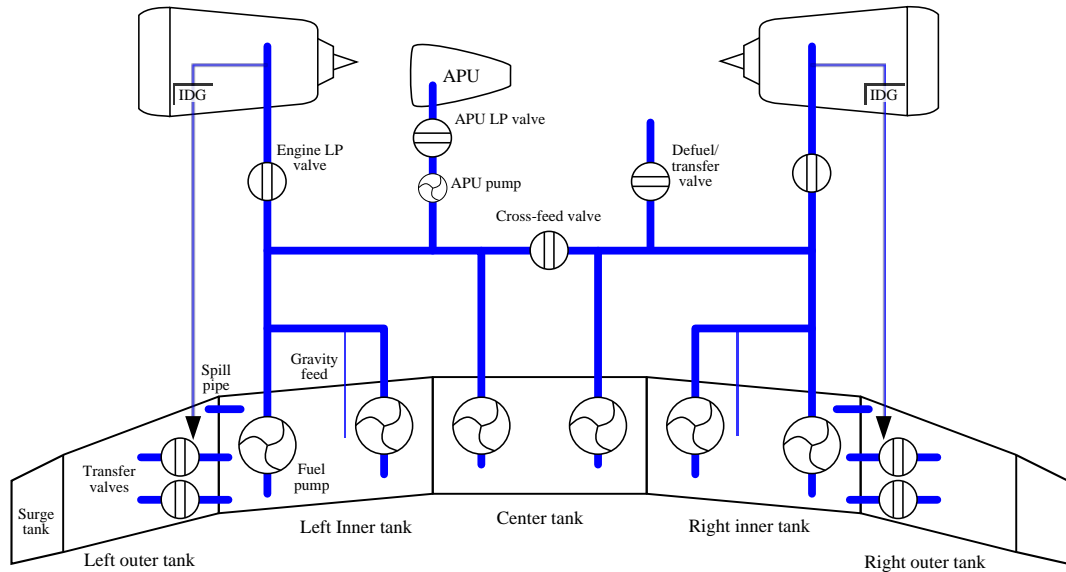 IDG
APU
IDG
APU LP valve
Engine LP
valve
Defuel/
transfer
valve
APU pump
Cross-feed valve
Gravity
feed
Spill
pipe
Transfer
valves
Fuel
pump
Surge
tank
Left outer tank
Left Inner tank
Center tank
Right inner tank
Right outer tank